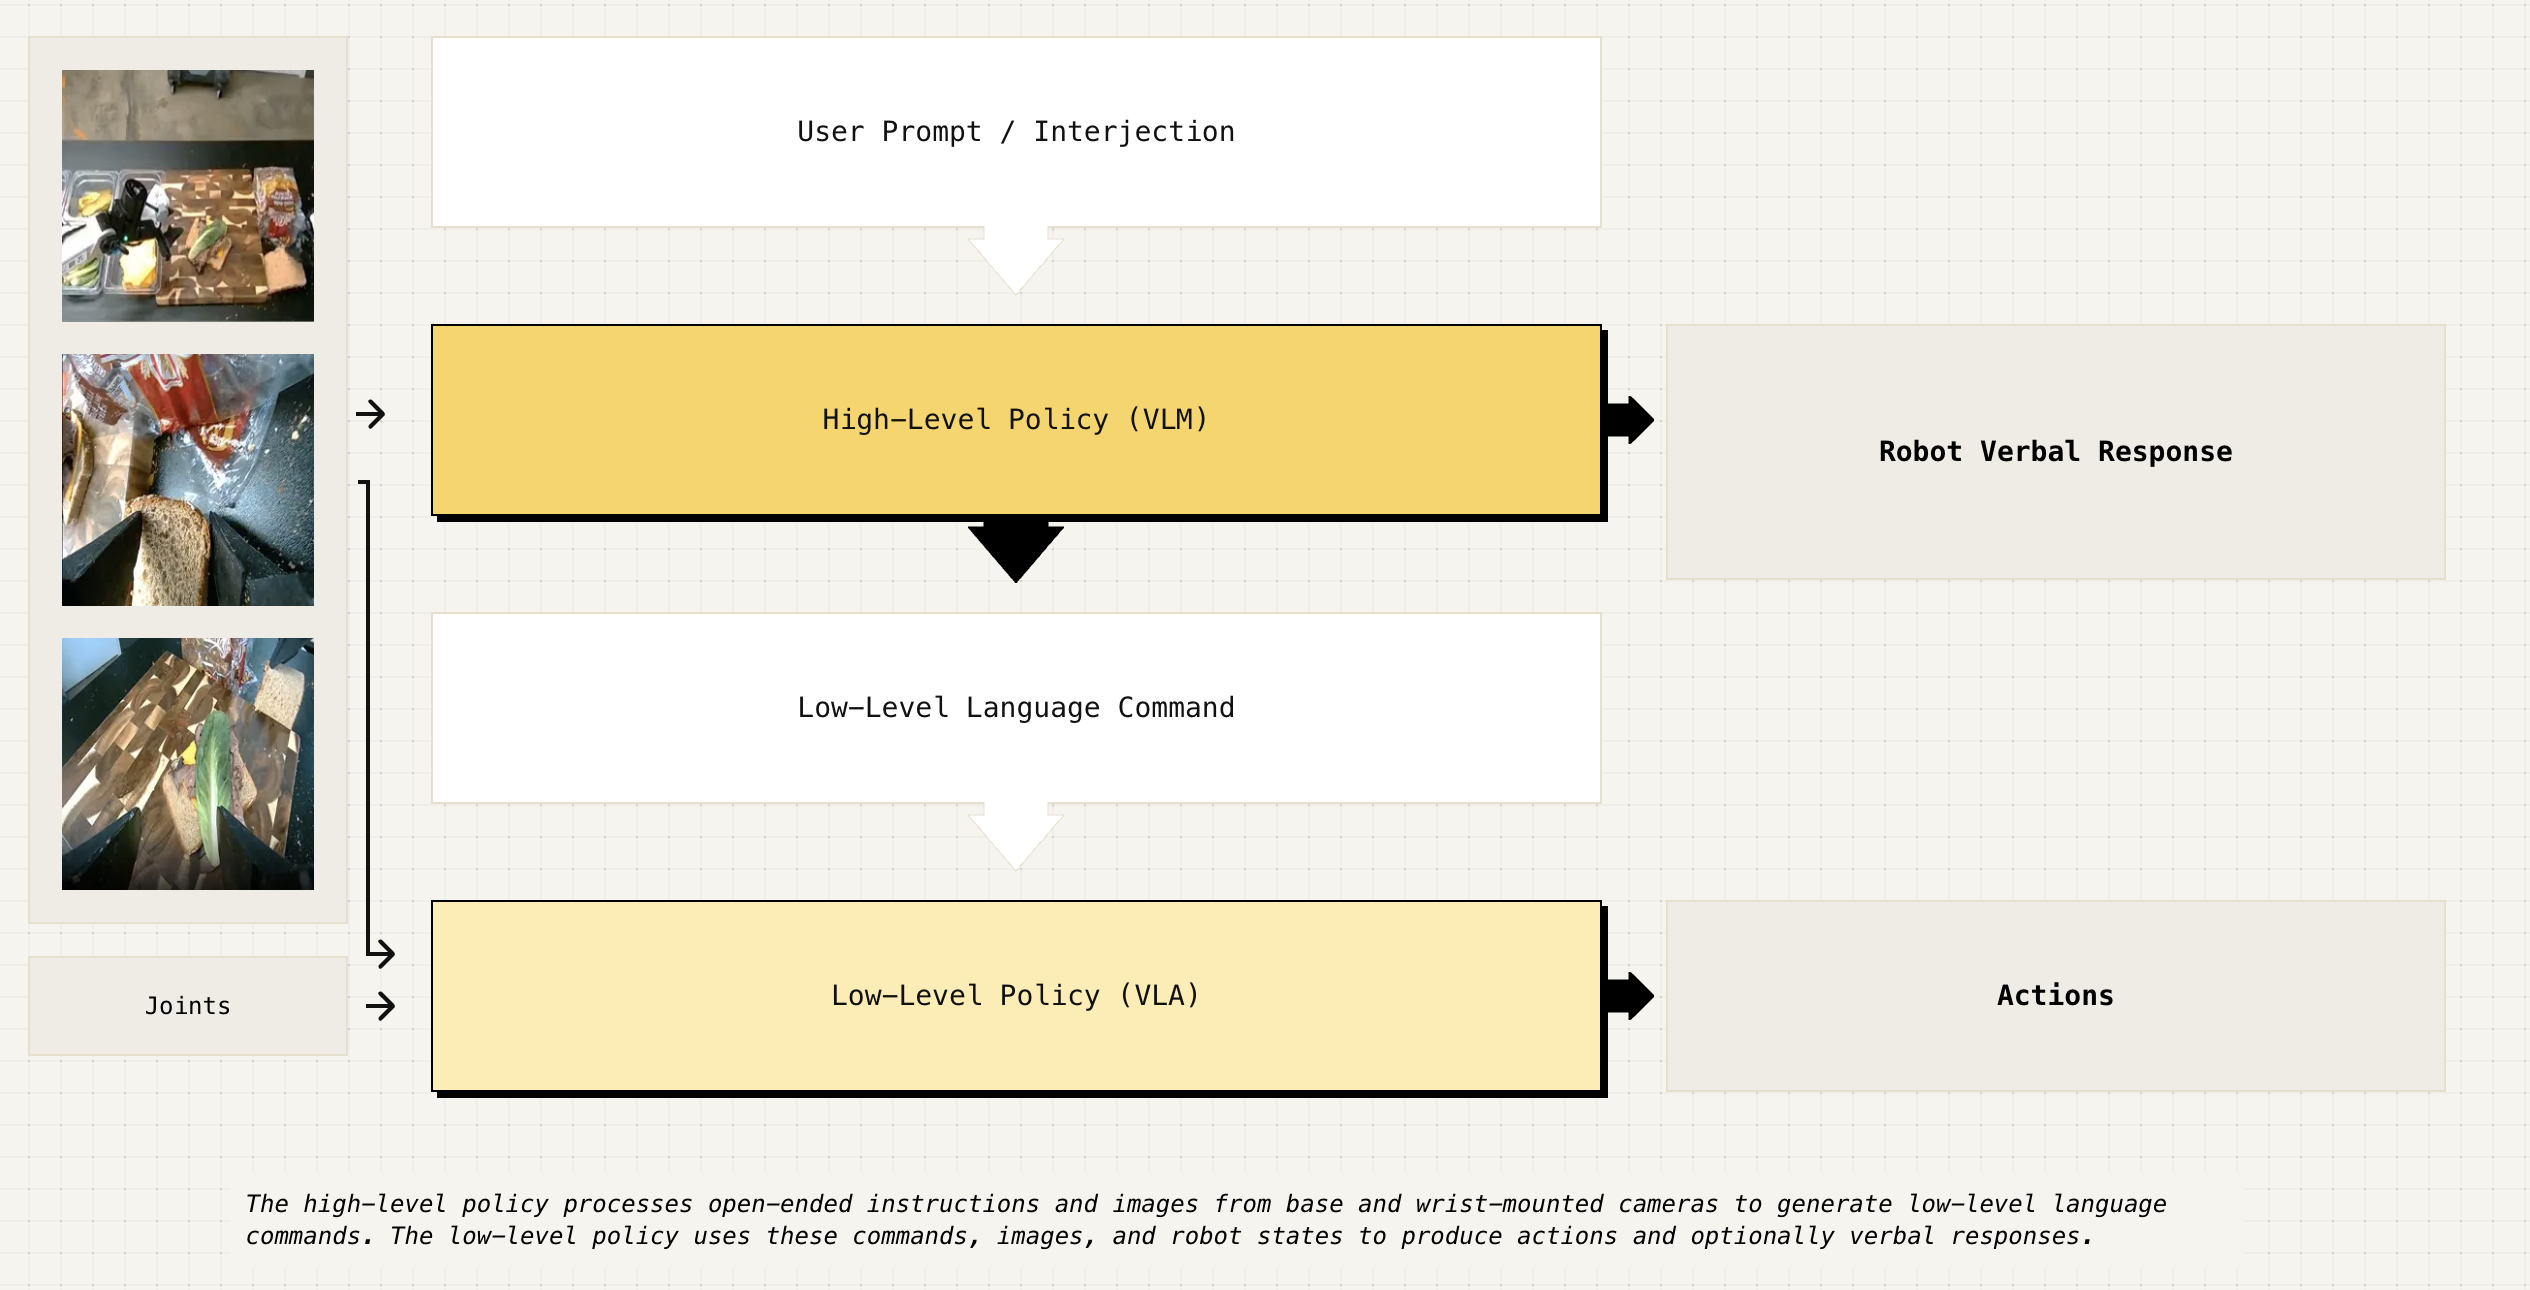 User Prompt / Interjection
High-Level Policy (VLM)
Robot Verbal Response
Low-Level Language Command
Joints
Low-Level Policy (VLA)
Actions
The high-level policy processes open-ended instructions and images from base and wrist-mounted cameras to generate low-level language
commands. The low-level policy uses these commands, images, and robot states to produce actions and optionally verbal responses.